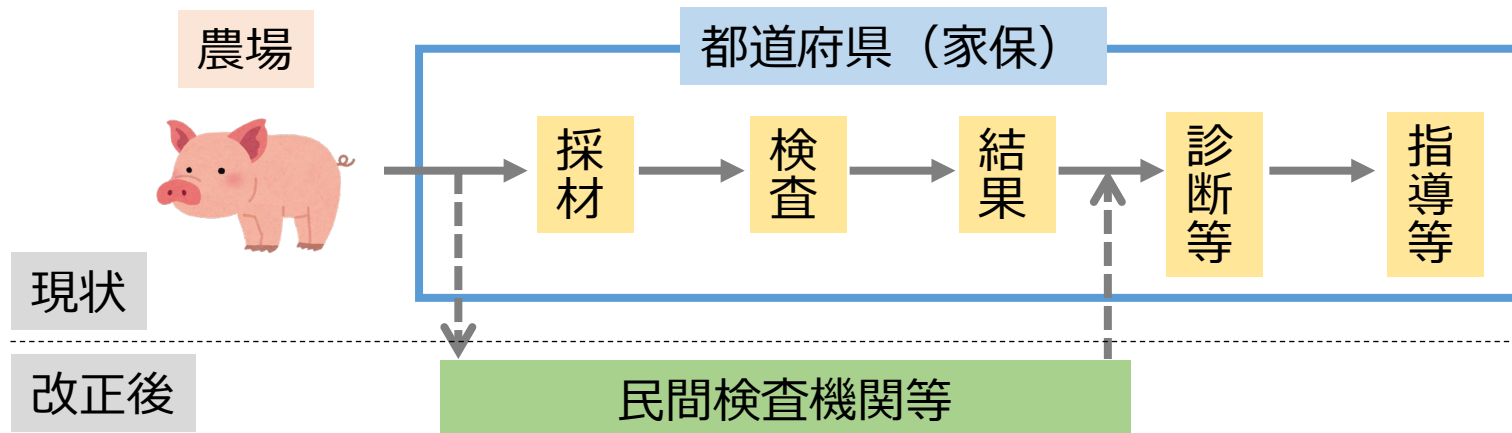 農場
都道府県（家保）
採材
検査
結果
診断等
指導等
現状
改正後
民間検査機関等